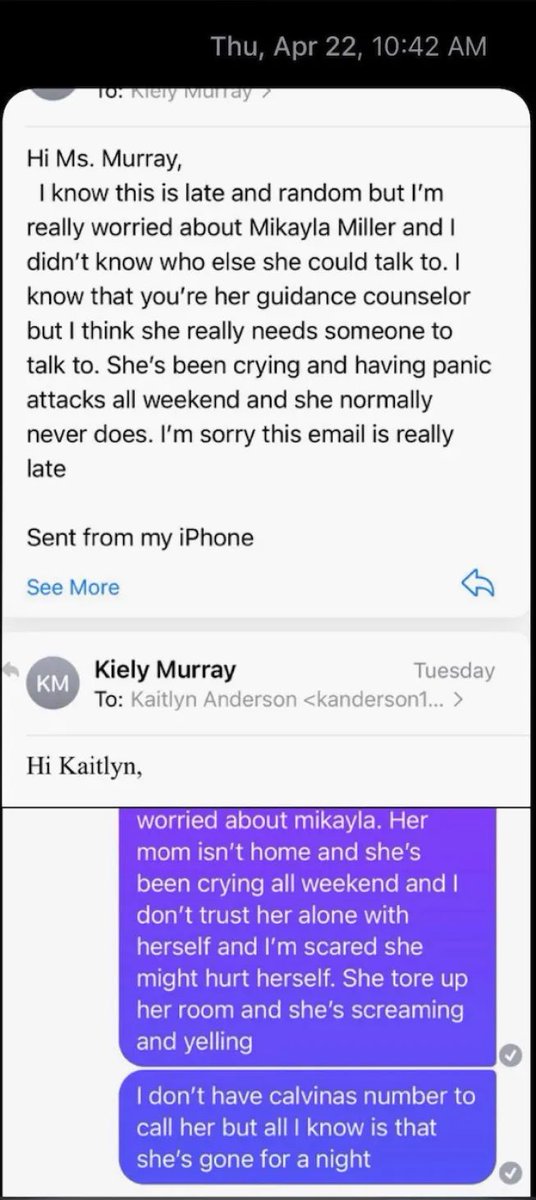 Thu, Apr 22, 10:42 AM
To: Kiely Murray >
Hi Ms. Murray,
I know this is late and random but I'm
really worried about Mikayla Miller and I
didn't know who else she could talk to. I
know that you're her guidance counselor
but I think she really needs someone to
talk to. She's been crying and having panic
attacks all weekend and she normally
never does. I'm sorry this email is really
late
Sent from my iPhone
See More
KM
Kiely Murray
Tuesday
To: Kaitlyn Anderson <kanderson1... >
Hi Kaitlyn,
worried about mikayla. Her
mom isn't home and she's
been crying all weekend and I
don't trust her alone with
herself and I'm scared she
might hurt herself. She tore up
her room and she's screaming
and yelling
I don't have calvinas number to
call her but all I know is that
she's gone for a night